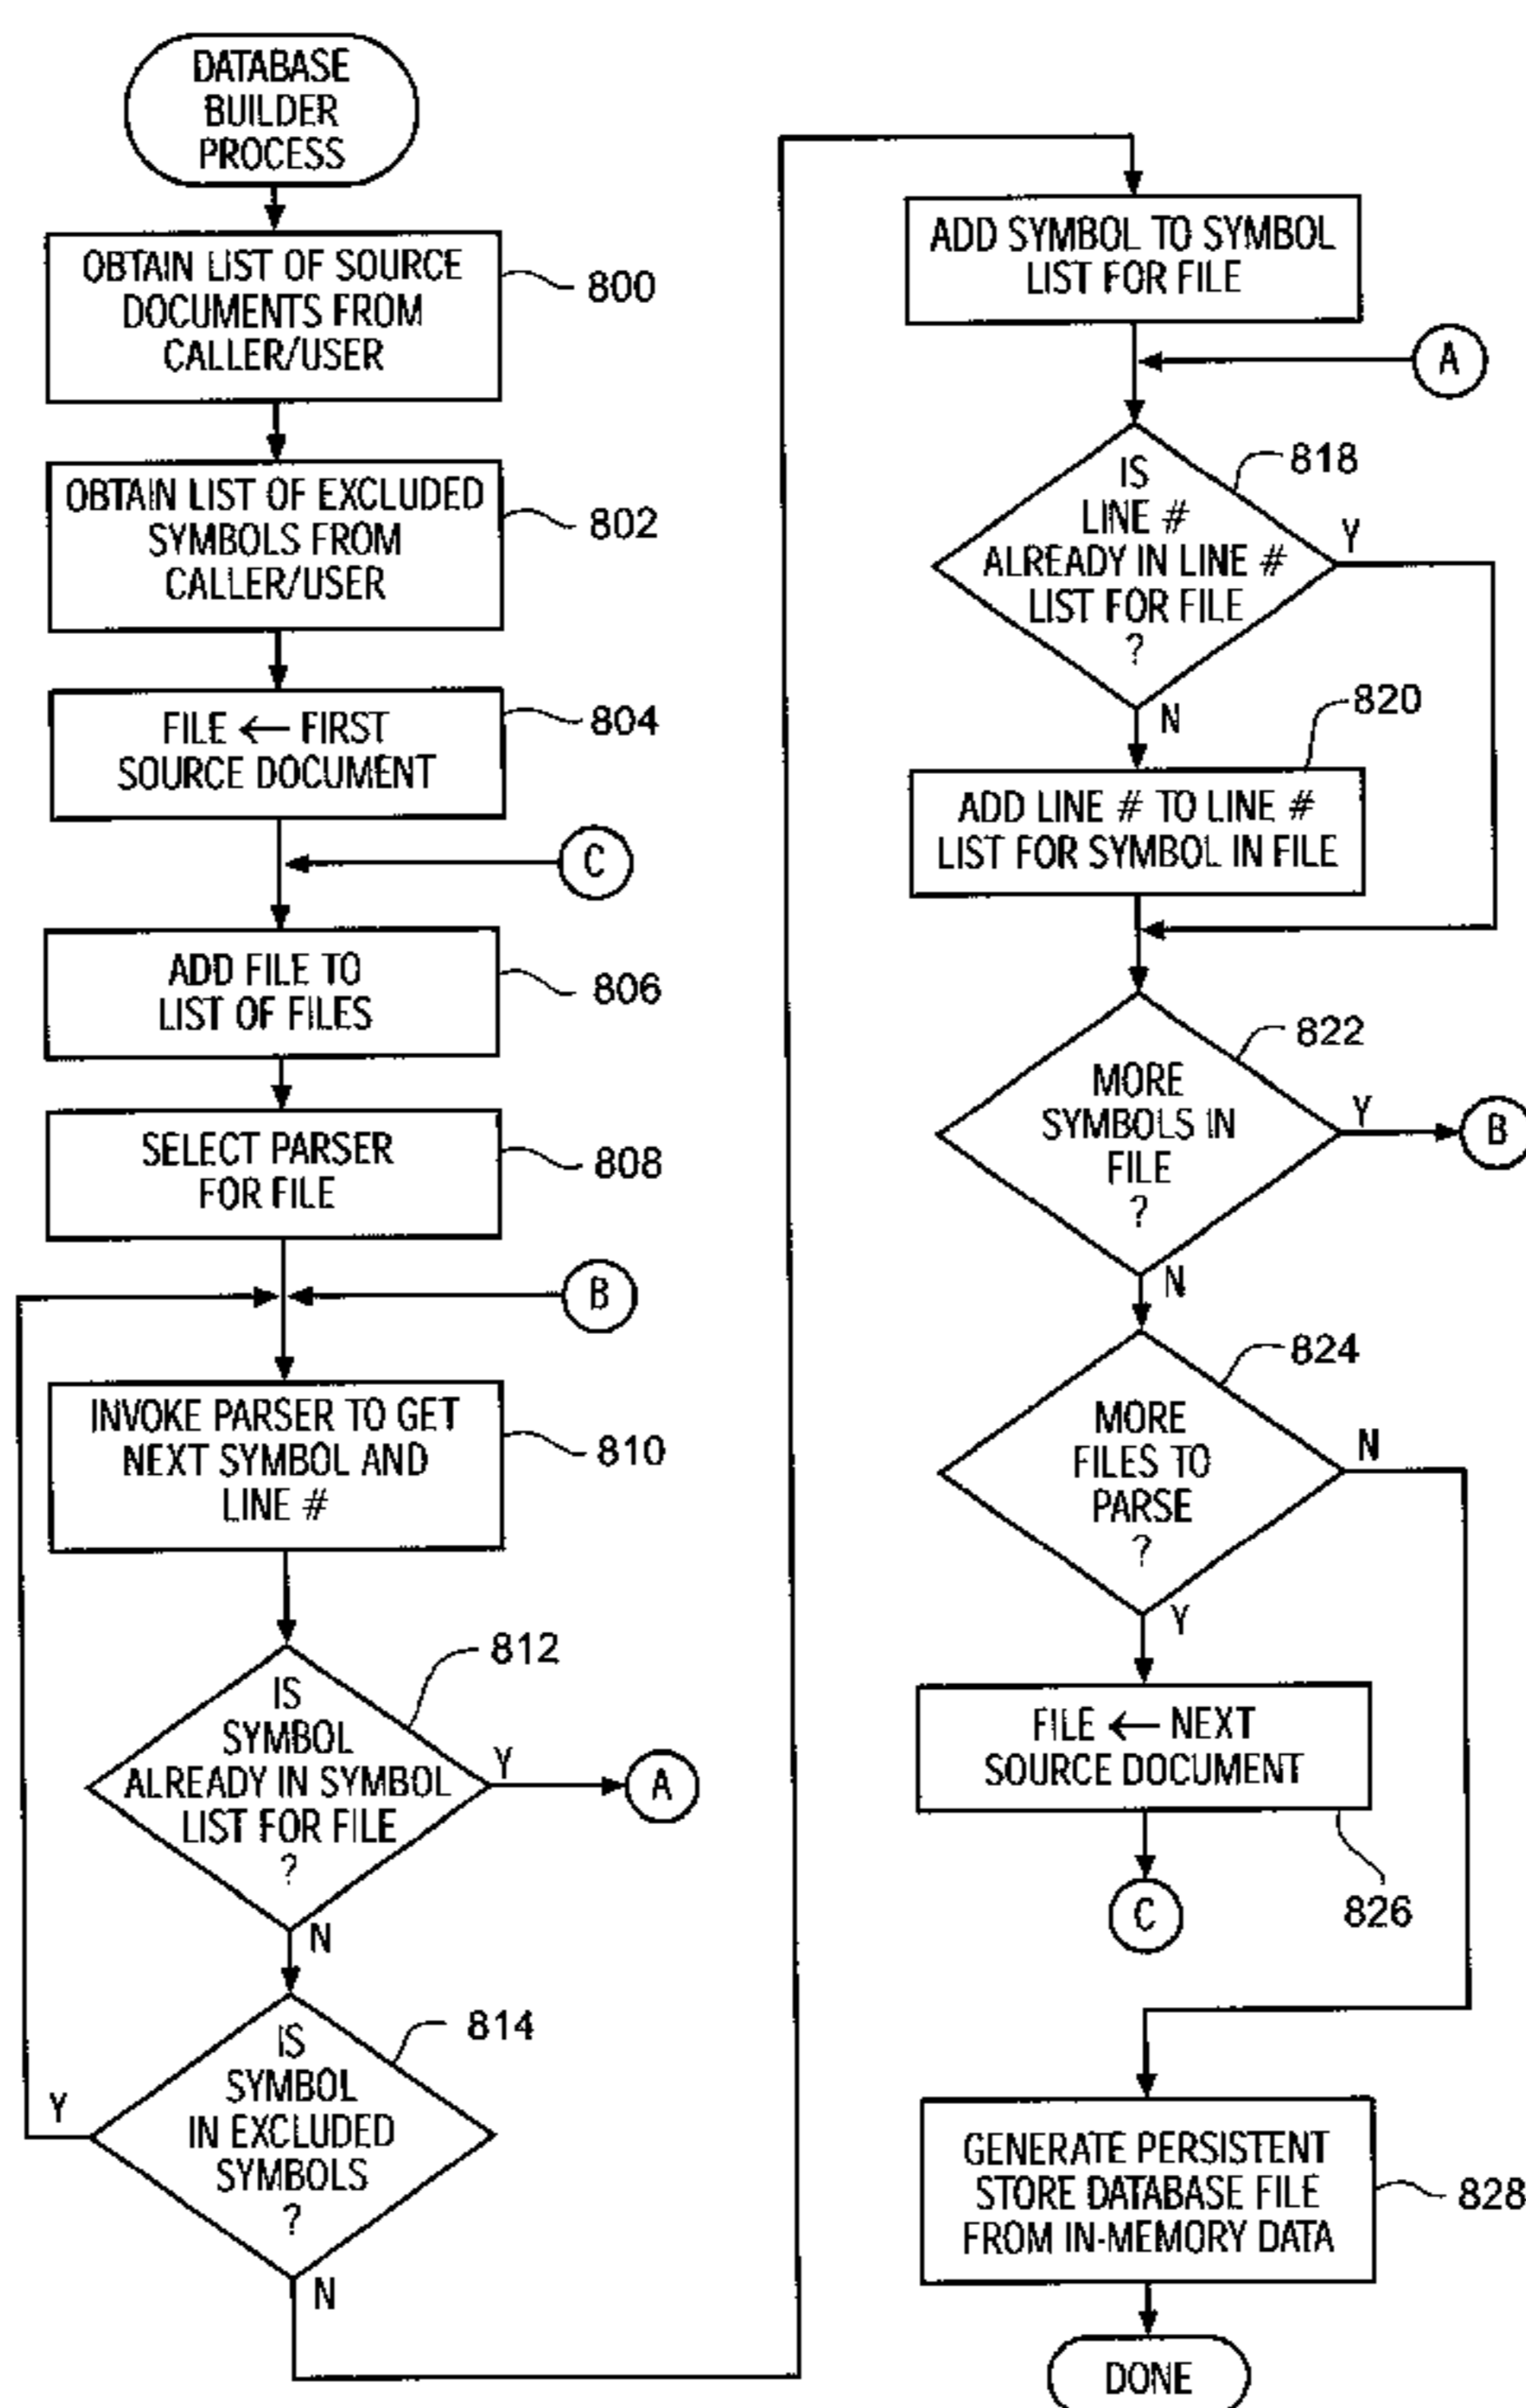 DATABASE
BUILDER
PROCESS
OBTAIN LIST OF SOURCE
DOCUMENTS FROM
CALLER/USER
800
OBTAIN LIST OF EXCLUDED
SYMBOLS FROM
CALLER/USER
802
FILE ← FIRST
SOURCE DOCUMENT
804
C
ADD FILE TO
LIST OF FILES
806
SELECT PARSER
FOR FILE
808
B
INVOKE PARSER TO GET
NEXT SYMBOL AND
LINE #
810
IS
SYMBOL
ALREADY IN SYMBOL
LIST FOR FILE
?
812
Y
A
N
IS
SYMBOL
IN EXCLUDED
SYMBOLS
?
814
Y
N
ADD SYMBOL TO SYMBOL
LIST FOR FILE
A
IS
LINE #
ALREADY IN LINE #
LIST FOR FILE
?
818
Y
N
820
ADD LINE # TO LINE #
LIST FOR SYMBOL IN FILE
MORE
SYMBOLS IN
FILE
?
822
Y
B
N
MORE
FILES TO
PARSE
?
824
N
Y
FILE ← NEXT
SOURCE DOCUMENT
826
C
GENERATE PERSISTENT
STORE DATABASE FILE
FROM IN-MEMORY DATA
828
DONE